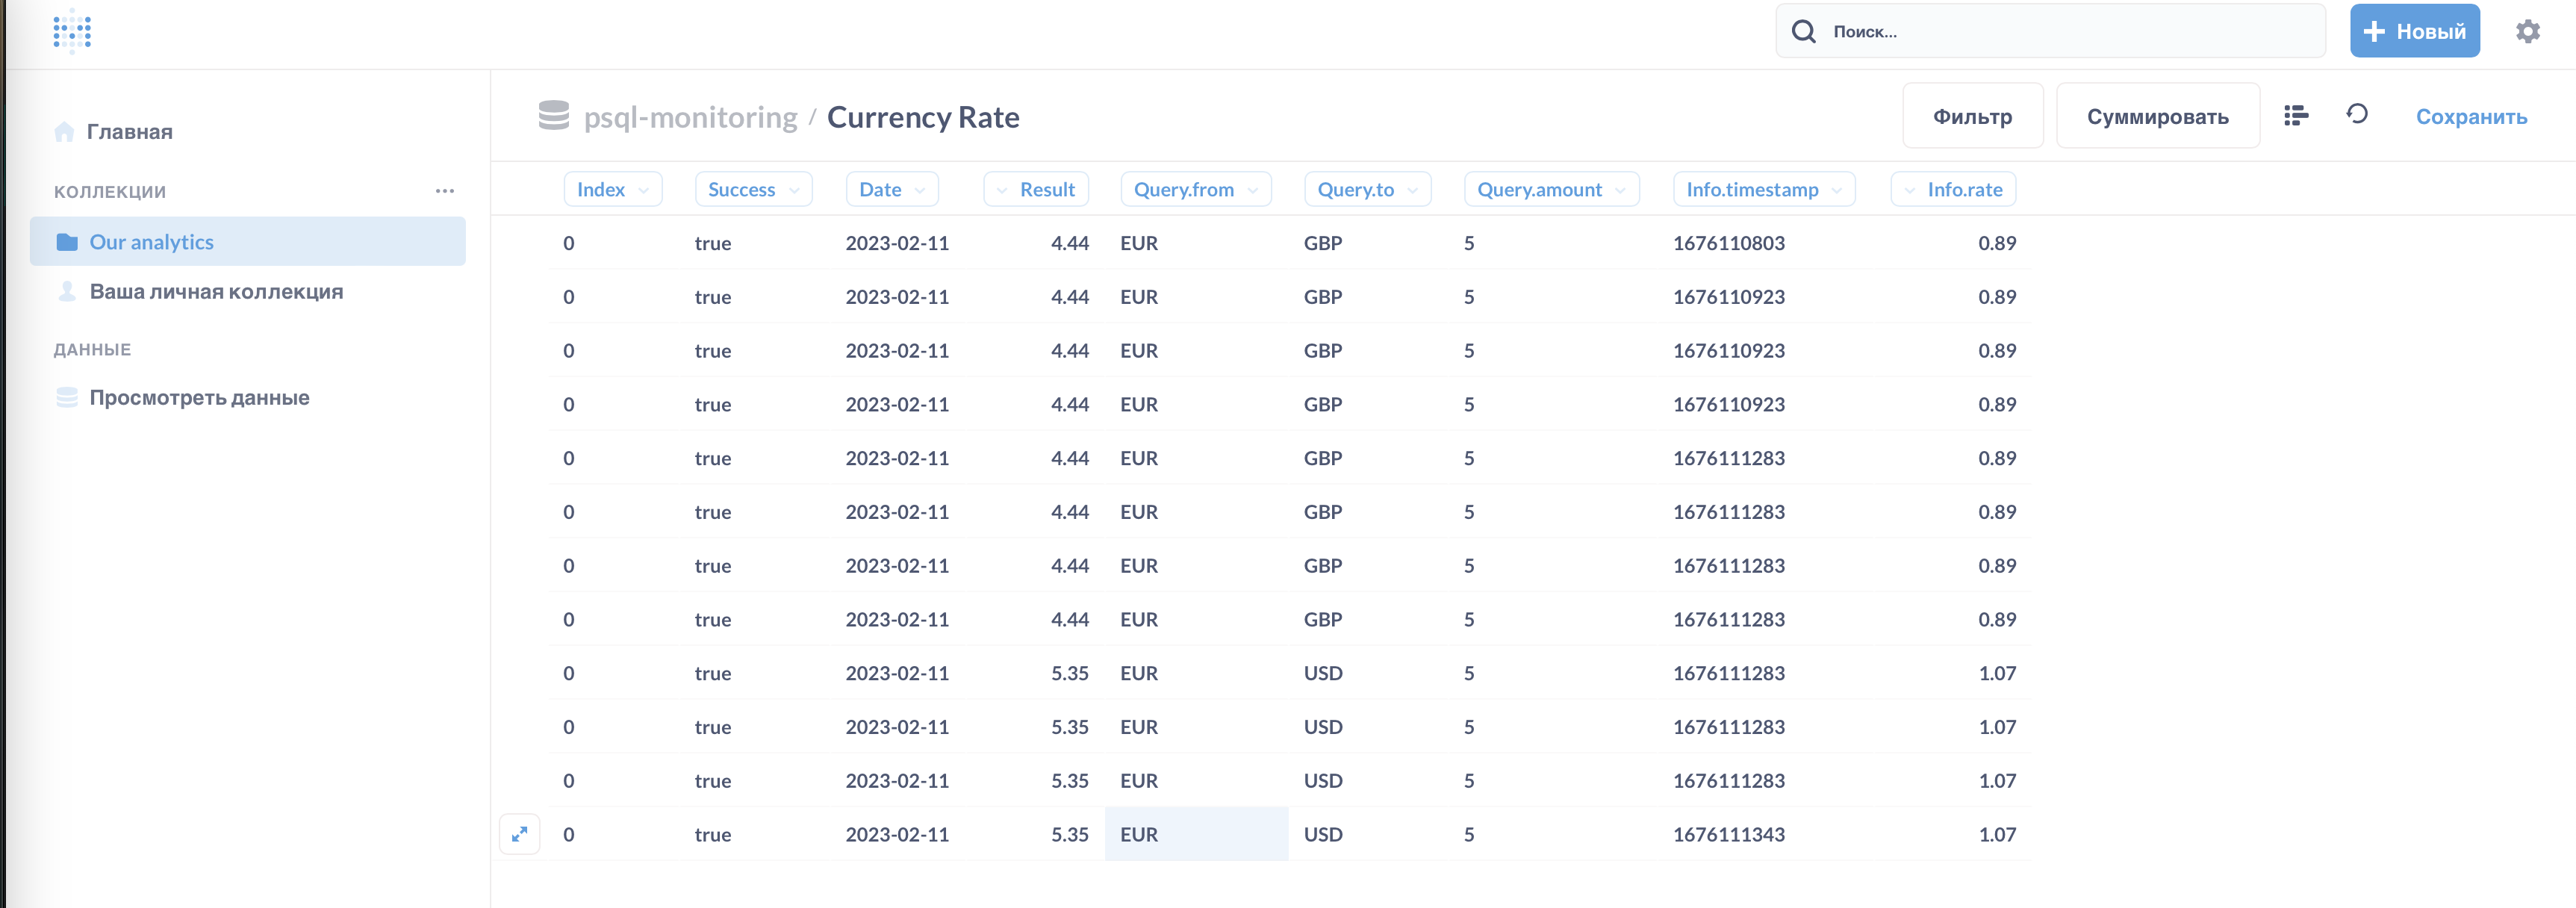 Поиск...
Новый
Главная
КОЛЛЕКЦИИ
Our analytics
Ваша личная коллекция
ДАННЫЕ
Просмотреть данные
psql-monitoring / Currency Rate
Фильтр
Суммировать
Сохранить
Index Success Date Result Query.from Query.to Query.amount Info.timestamp Info.rate
0 true 2023-02-11 4.44 EUR GBP 5 1676110803 0.89
0 true 2023-02-11 4.44 EUR GBP 5 1676110923 0.89
0 true 2023-02-11 4.44 EUR GBP 5 1676110923 0.89
0 true 2023-02-11 4.44 EUR GBP 5 1676110923 0.89
0 true 2023-02-11 4.44 EUR GBP 5 1676111283 0.89
0 true 2023-02-11 4.44 EUR GBP 5 1676111283 0.89
0 true 2023-02-11 4.44 EUR GBP 5 1676111283 0.89
0 true 2023-02-11 4.44 EUR GBP 5 1676111283 0.89
0 true 2023-02-11 5.35 EUR USD 5 1676111283 1.07
0 true 2023-02-11 5.35 EUR USD 5 1676111283 1.07
0 true 2023-02-11 5.35 EUR USD 5 1676111283 1.07
0 true 2023-02-11 5.35 EUR USD 5 1676111343 1.07